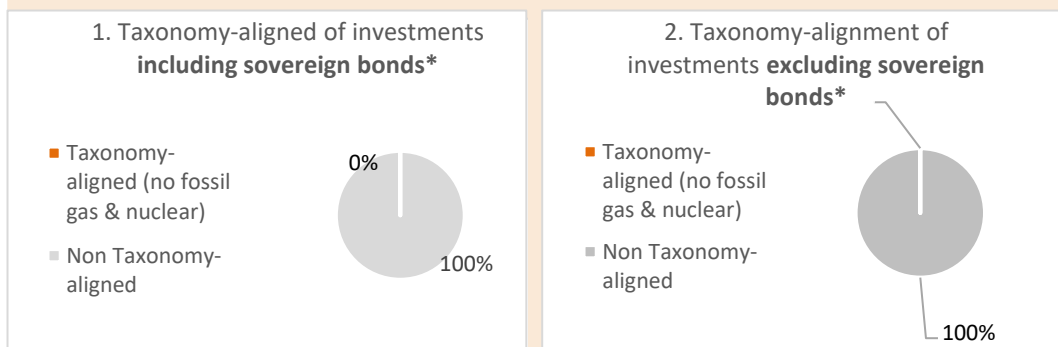 1. Taxonomy-aligned of investments
including sovereign bonds*
Taxonomy-
aligned (no fossil
gas & nuclear)
Non Taxonomy-
aligned
0%
100%
2. Taxonomy-alignment of
investments excluding sovereign
bonds*
Taxonomy-
aligned (no fossil
gas & nuclear)
Non Taxonomy-
aligned
100%